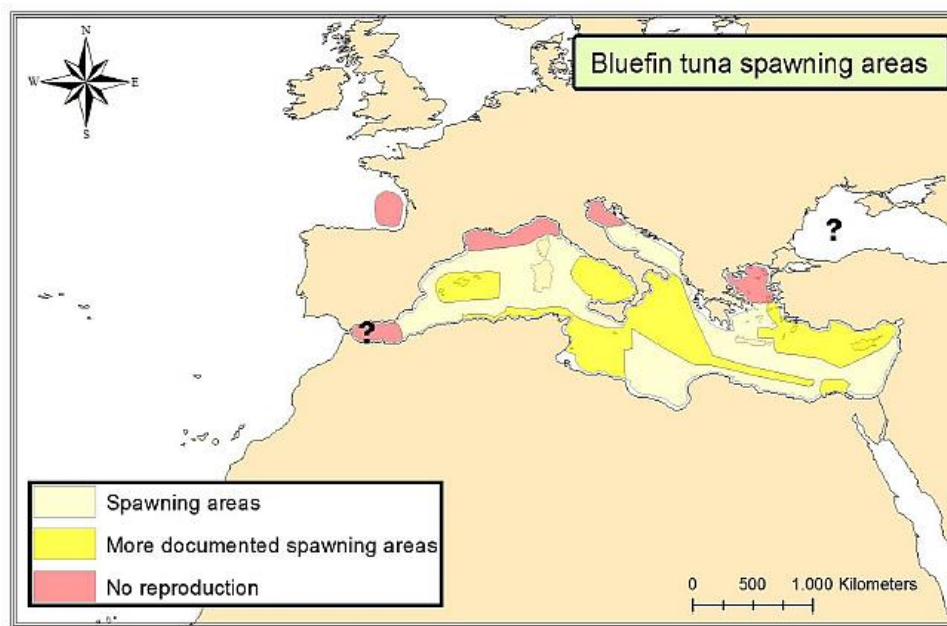 Bluefin tuna spawning areas
N
W E
S
?
?
Spawning areas
More documented spawning areas
No reproduction
0 500 1.000 Kilometers